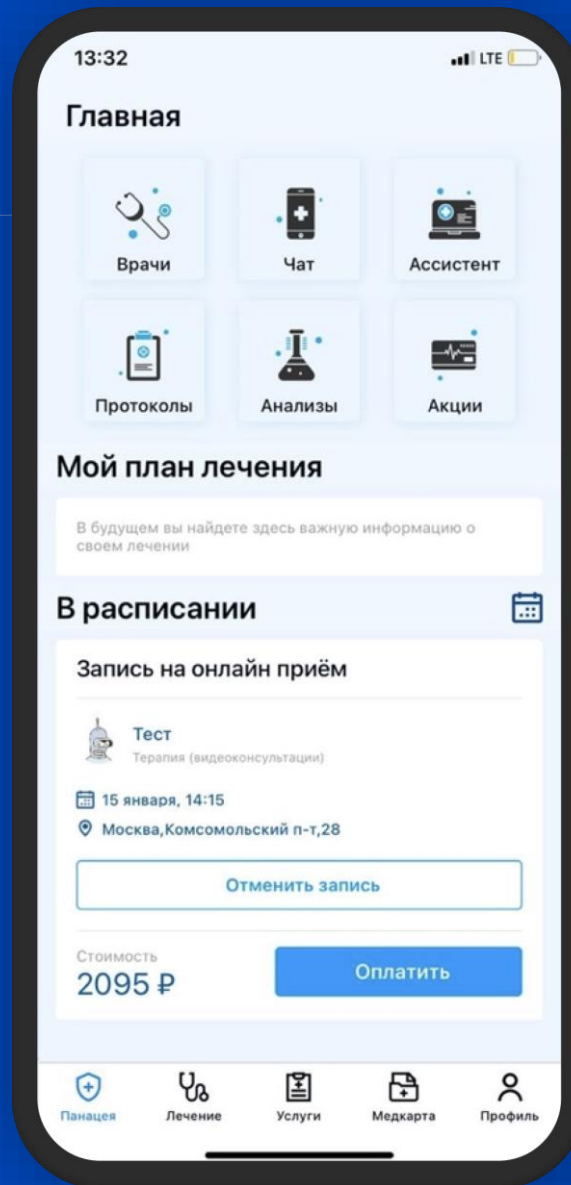 13:32
LTE
Главная
Врачи
Чат
Ассистент
Протоколы
Анализы
Акции
Мой план лечения
В будущем вы найдете здесь важную информацию о
своем лечении
В расписании
Запись на онлайн приём
Тест
Терапия (видеоконсультации)
15 января, 14:15
Москва,Комсомольский п-т,28
Отменить запись
Стоимость
2095 ₽
Оплатить
Панацея
Лечение
Услуги
Медкарта
Профиль